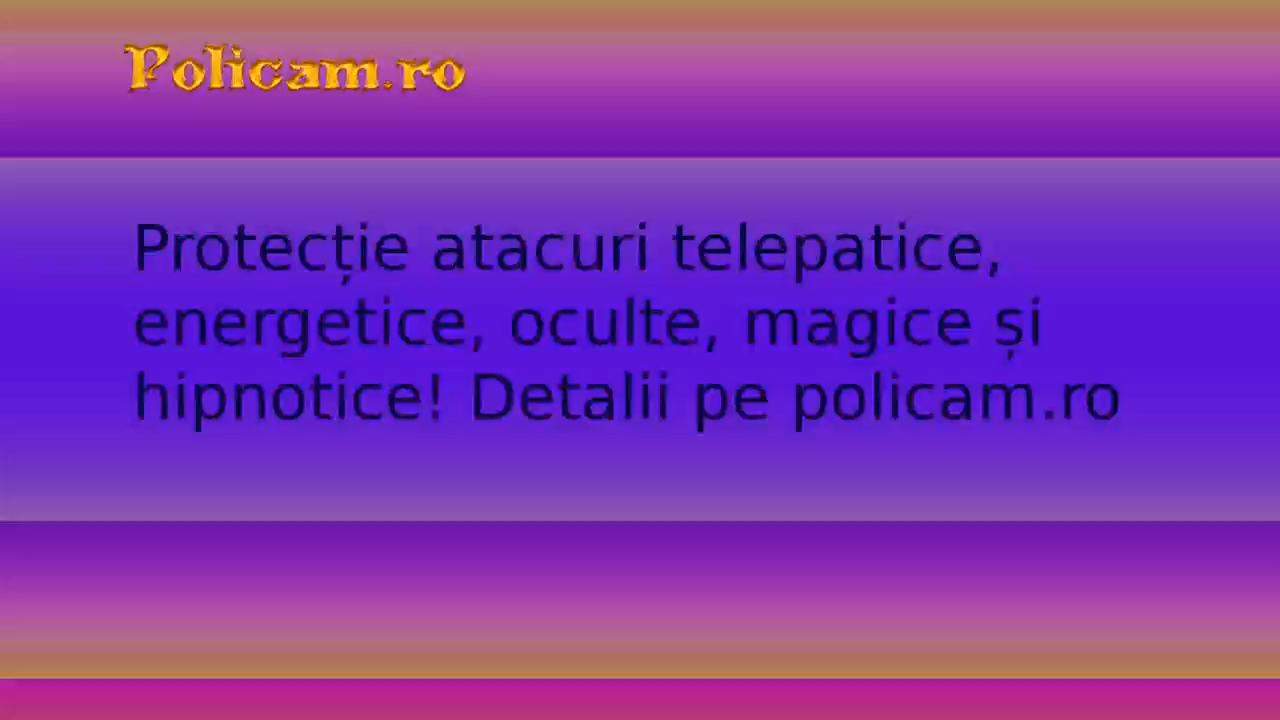 Policam.ro
Protecție atacuri telepatice,
energetice, oculte, magice și
hipnotice! Detalii pe policam.ro